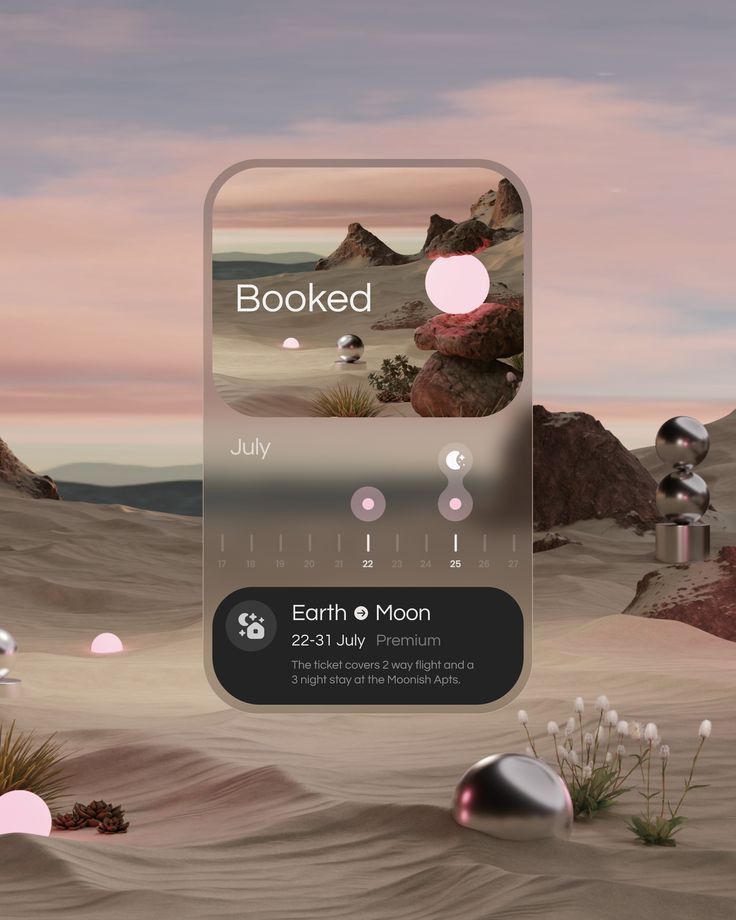 Booked
July
17 18 19 20 21 22 23 24 25 26 27
Earth → Moon
22-31 July Premium
The ticket covers 2 way flight and a
3 night stay at the Moonish Apts.